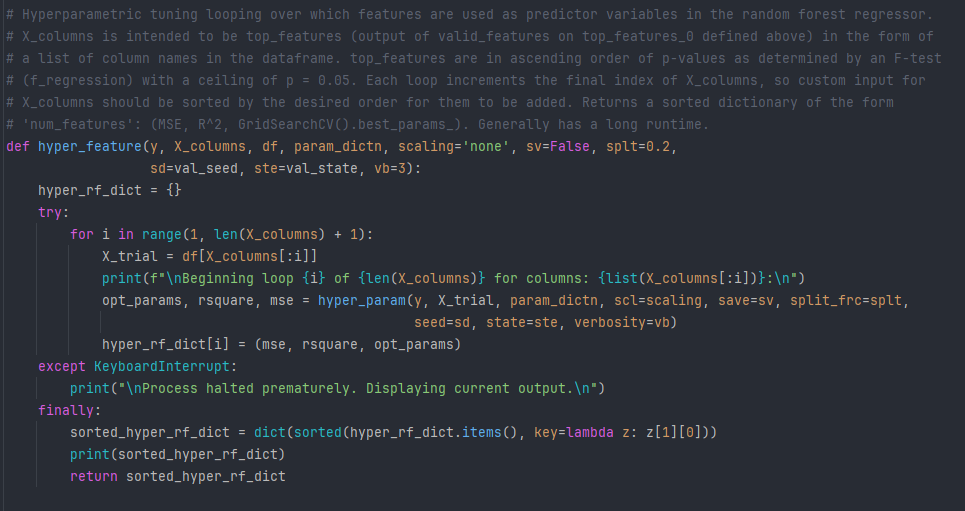 # Hyperparametric tuning looping over which features are used as predictor variables in the random forest regressor.
# X_columns is intended to be top_features (output of valid_features on top_features_0 defined above) in the form of
# a list of column names in the dataframe. top_features are in ascending order of p-values as determined by an F-test
# (f_regression) with a ceiling of p = 0.05. Each loop increments the final index of X_columns, so custom input for
# X_columns should be sorted by the desired order for them to be added. Returns a sorted dictionary of the form
# 'num_features': (MSE, R^2, GridSearchCV().best_params_). Generally has a long runtime.
def hyper_feature(y, X_columns, df, param_dictn, scaling='none', sv=False, splt=0.2,
                  sd=val_seed, ste=val_state, vb=3):
    hyper_rf_dict = {}
    try:
        for i in range(1, len(X_columns) + 1):
            X_trial = df[X_columns[:i]]
            print(f"\nBeginning loop {i} of {len(X_columns)} for columns: {list(X_columns[:i])}:\n")
            opt_params, rsquare, mse = hyper_param(y, X_trial, param_dictn, scl=scaling, save=sv, split_frc=splt,
                                                   seed=sd, state=ste, verbosity=vb)
            hyper_rf_dict[i] = (mse, rsquare, opt_params)
    except KeyboardInterrupt:
        print("\nProcess halted prematurely. Displaying current output.\n")
    finally:
        sorted_hyper_rf_dict = dict(sorted(hyper_rf_dict.items(), key=lambda z: z[1][0]))
        print(sorted_hyper_rf_dict)
        return sorted_hyper_rf_dict